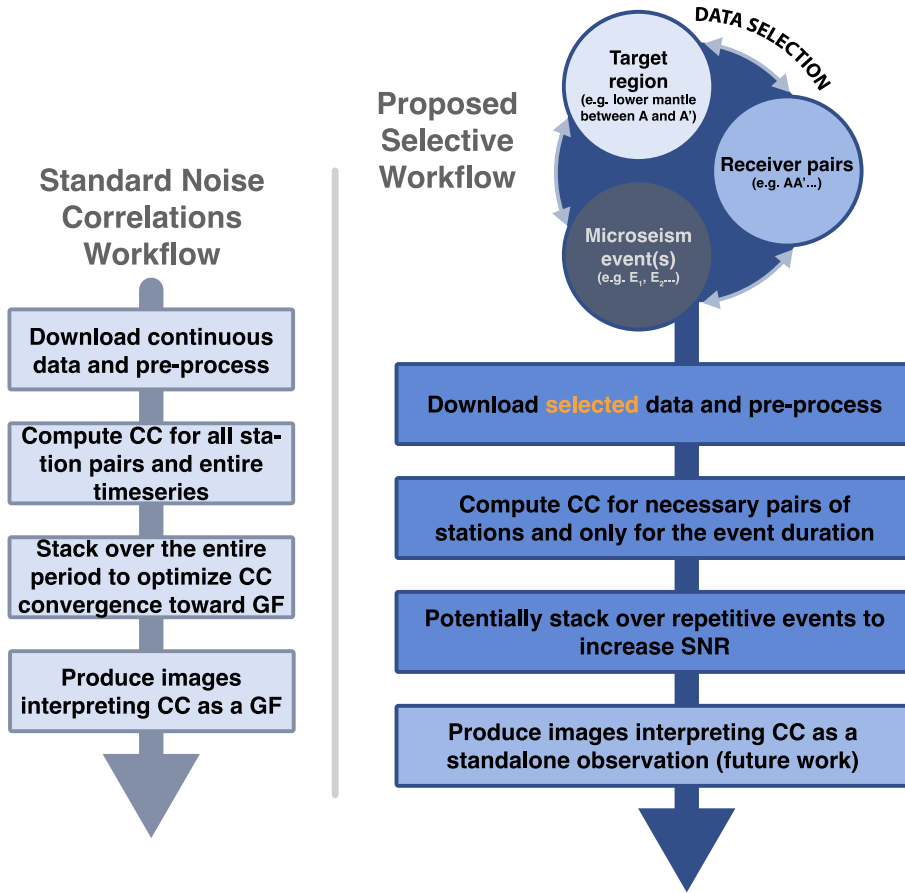 Standard Noise
Correlations
Workflow
Download continuous
data and pre-process
Compute CC for all sta-
tion pairs and entire
timeseries
Stack over the entire
period to optimize CC
convergence toward GF
Produce images
interpreting CC as a GF
Proposed
Selective
Workflow
DATA SELECTION
Target
region
(e.g. lower mantle
between A and A')
Receiver pairs
(e.g. AA'...)
Microseism
event(s)
(e.g. E₁, E₂...)
Download selected data and pre-process
Compute CC for necessary pairs of
stations and only for the event duration
Potentially stack over repetitive events to
increase SNR
Produce images interpreting CC as a
standalone observation (future work)